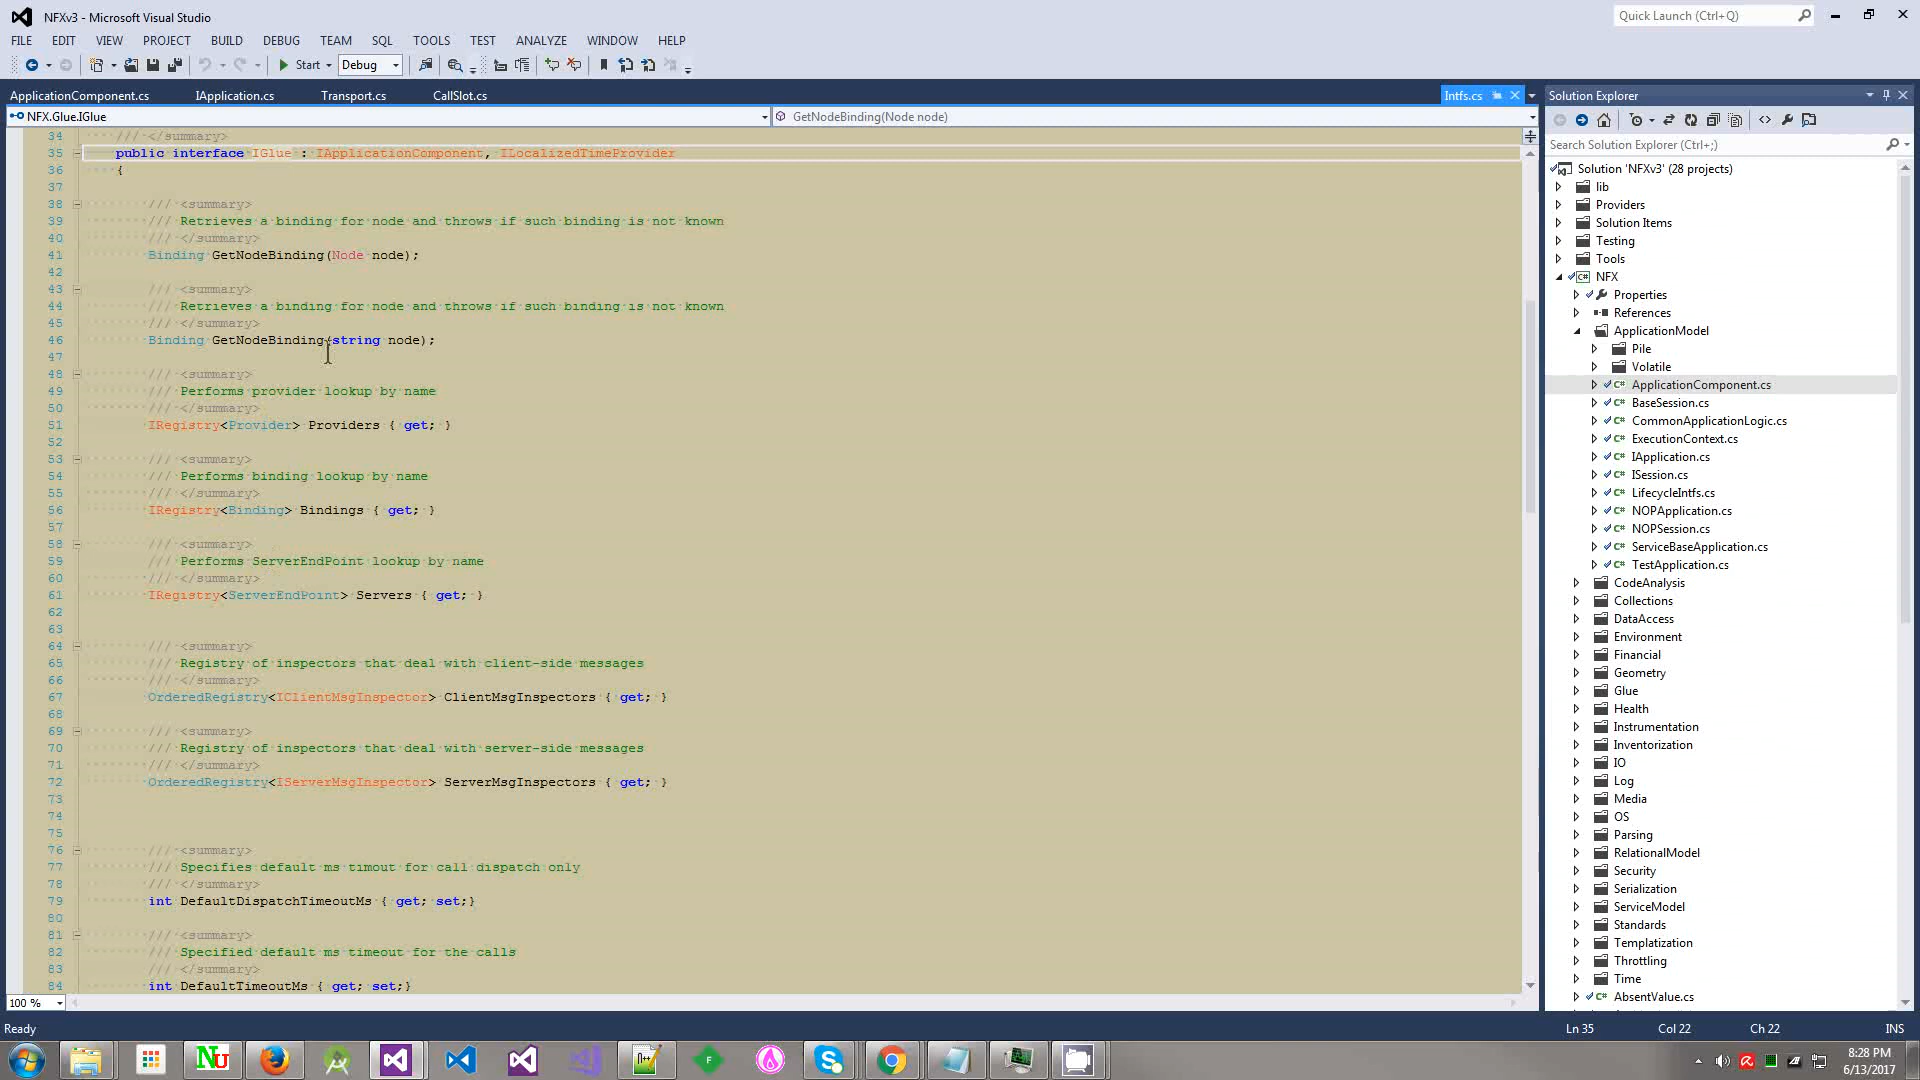 NFXv3 - Microsoft Visual Studio
Quick Launch (Ctrl+Q)
FILE EDIT VIEW PROJECT BUILD DEBUG TEAM SQL TOOLS TEST ANALYZE WINDOW HELP
Start Debug
ApplicationComponent.cs IApplication.cs Transport.cs CallSlot.cs Intfs.cs
NFX.Glue.IGlue GetNodeBinding(Node node)
34 /// </summary>
35 public interface IGlue : IApplicationComponent, ILocalizedTimeProvider
36 {
37
38 /// <summary>
39 /// Retrieves a binding for node and throws if such binding is not known
40 /// </summary>
41 Binding GetNodeBinding(Node node);
42
43 /// <summary>
44 /// Retrieves a binding for node and throws if such binding is not known
45 /// </summary>
46 Binding GetNodeBinding(string node);
47
48 /// <summary>
49 /// Performs provider lookup by name
50 /// </summary>
51 IRegistry<Provider> Providers { get; }
52
53 /// <summary>
54 /// Performs binding lookup by name
55 /// </summary>
56 IRegistry<Binding> Bindings { get; }
57
58 /// <summary>
59 /// Performs ServerEndPoint lookup by name
60 /// </summary>
61 IRegistry<ServerEndPoint> Servers { get; }
62
63
64 /// <summary>
65 /// Registry of inspectors that deal with client-side messages
66 /// </summary>
67 OrderedRegistry<IClientMsgInspector> ClientMsgInspectors { get; }
68
69 /// <summary>
70 /// Registry of inspectors that deal with server-side messages
71 /// </summary>
72 OrderedRegistry<IServerMsgInspector> ServerMsgInspectors { get; }
73
74
75
76 /// <summary>
77 /// Specifies default ms timout for call dispatch only
78 /// </summary>
79 int DefaultDispatchTimeoutMs { get; set;}
80
81 /// <summary>
82 /// Specified default ms timeout for the calls
83 /// </summary>
84 int DefaultTimeoutMs { get; set;}
100 %
Solution Explorer
Search Solution Explorer (Ctrl+;)
Solution 'NFXv3' (28 projects)
lib
Providers
Solution Items
Testing
Tools
NFX
Properties
References
ApplicationModel
Pile
Volatile
ApplicationComponent.cs
BaseSession.cs
CommonApplicationLogic.cs
ExecutionContext.cs
IApplication.cs
ISession.cs
LifecycleIntfs.cs
NOPApplication.cs
NOPSession.cs
ServiceBaseApplication.cs
TestApplication.cs
CodeAnalysis
Collections
DataAccess
Environment
Financial
Geometry
Glue
Health
Instrumentation
Inventorization
IO
Log
Media
OS
Parsing
RelationalModel
Security
Serialization
ServiceModel
Standards
Templatization
Throttling
Time
AbsentValue.cs
Ready Ln 35 Col 22 Ch 22 INS
8:28 PM
6/13/2017